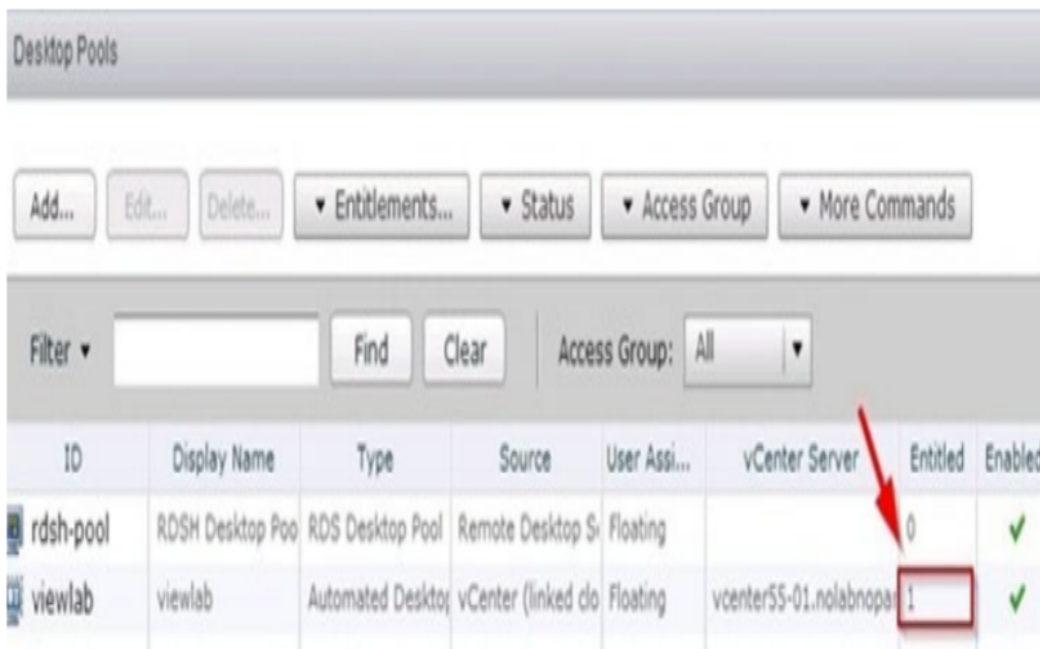 Desktop Pools
Add... Edit... Delete... Entitlements... Status Access Group More Commands
Filter Find Clear Access Group: All
ID Display Name Type Source User Assi... vCenter Server Entitled Enabled
rdsh-pool RDSH Desktop Poo RDS Desktop Pool Remote Desktop Se Floating 0
viewlab viewlab Automated Desktop vCenter (linked clo Floating vcenter55-01.nolabnopar 1